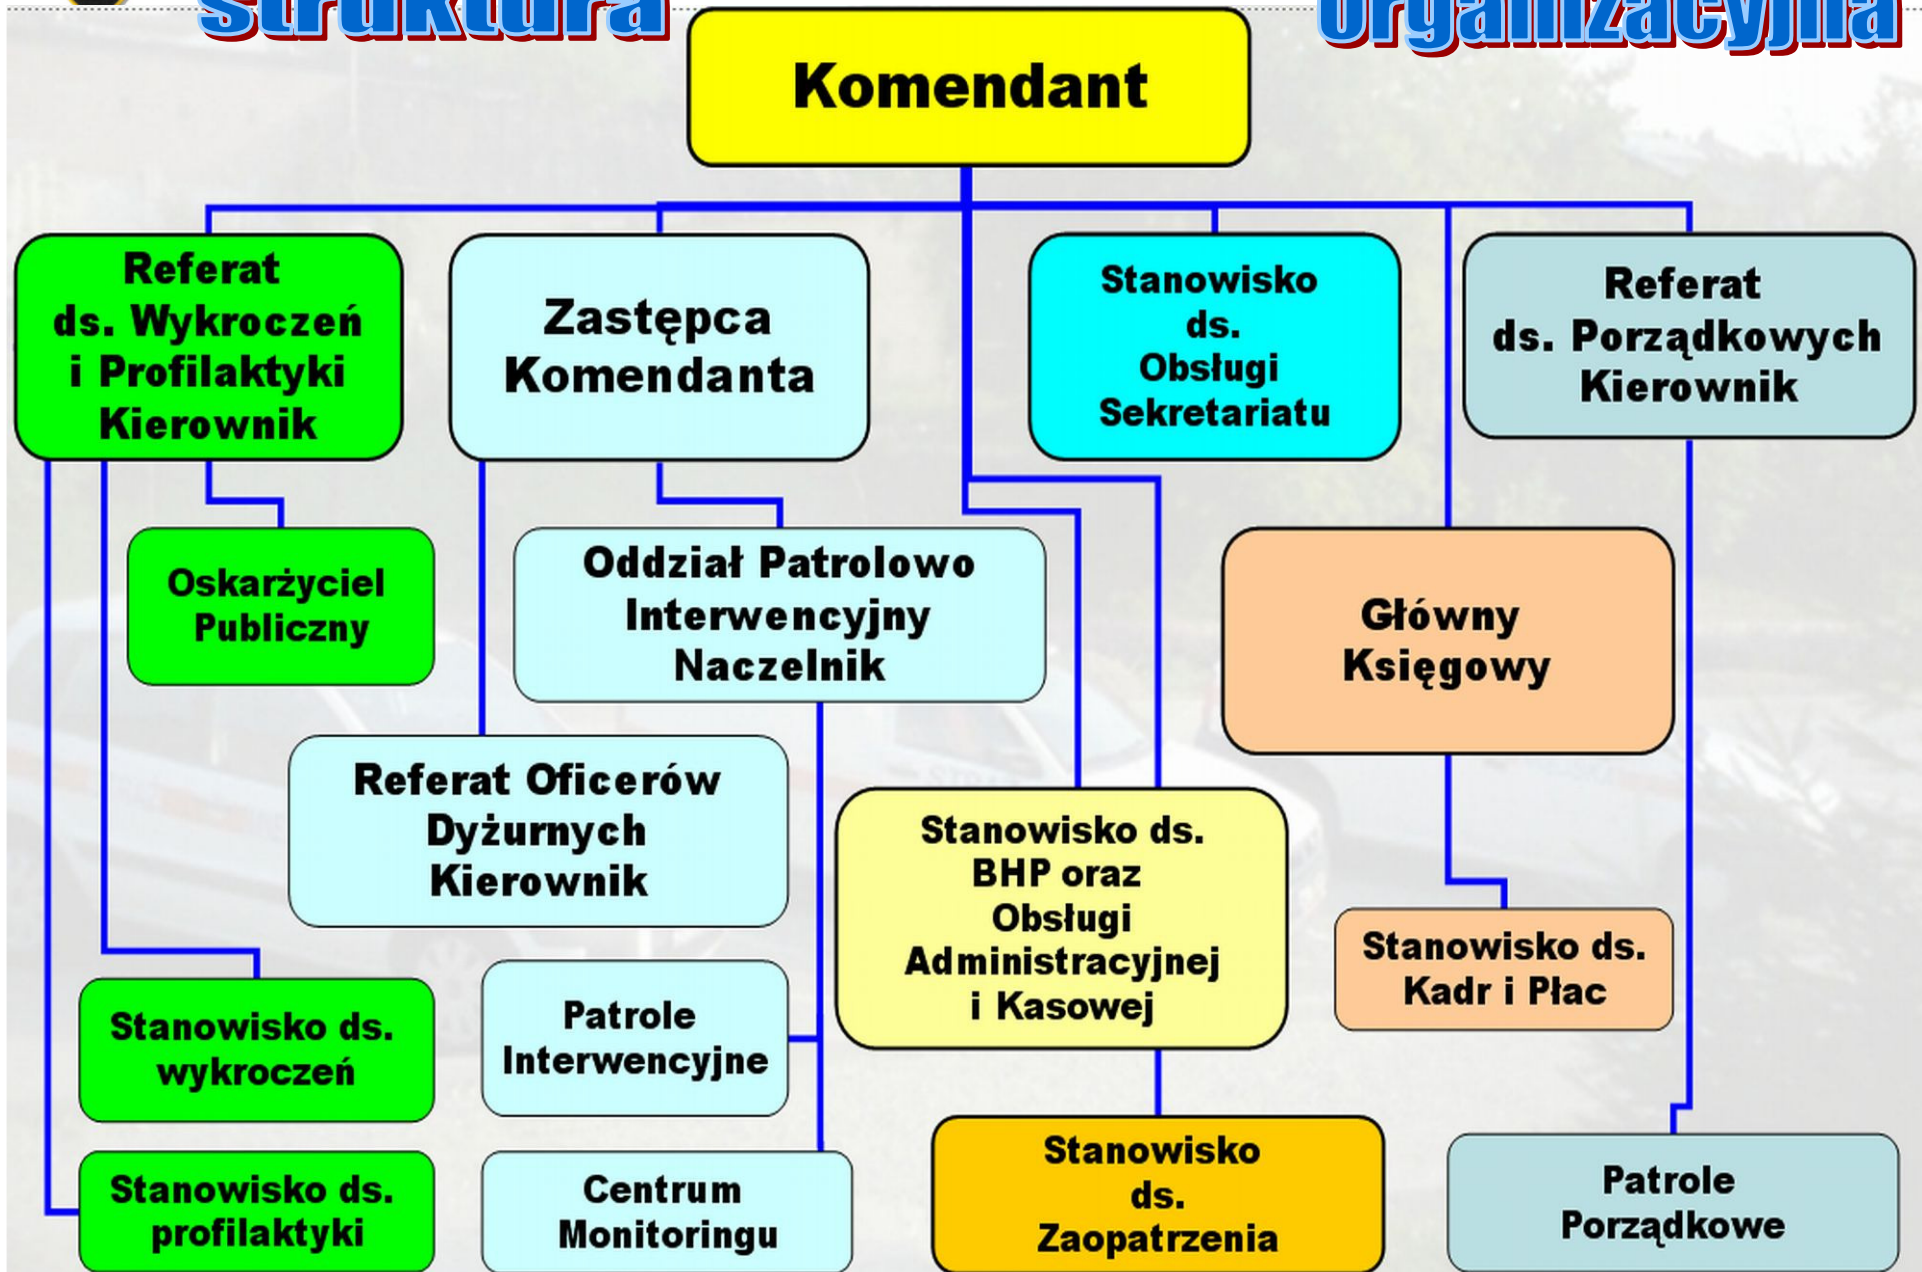 Struktura
Organizacyjna
Komendant
Referat
ds. Wykroczeń
i Profilaktyki
Kierownik
Zastępca
Komendanta
Stanowisko
ds.
Obsługi
Sekretariatu
Referat
ds. Porządkowych
Kierownik
Oskarżyciel
Publiczny
Oddział Patrolowo
Interwencyjny
Naczelnik
Główny
Księgowy
Referat Oficerów
Dyżurnych
Kierownik
Stanowisko ds.
BHP oraz
Obsługi
Administracyjnej
i Kasowej
Stanowisko ds.
Kadr i Płac
Stanowisko ds.
wykroczeń
Patrole
Interwencyjne
Stanowisko ds.
profilaktyki
Centrum
Monitoringu
Stanowisko
ds.
Zaopatrzenia
Patrole
Porządkowe